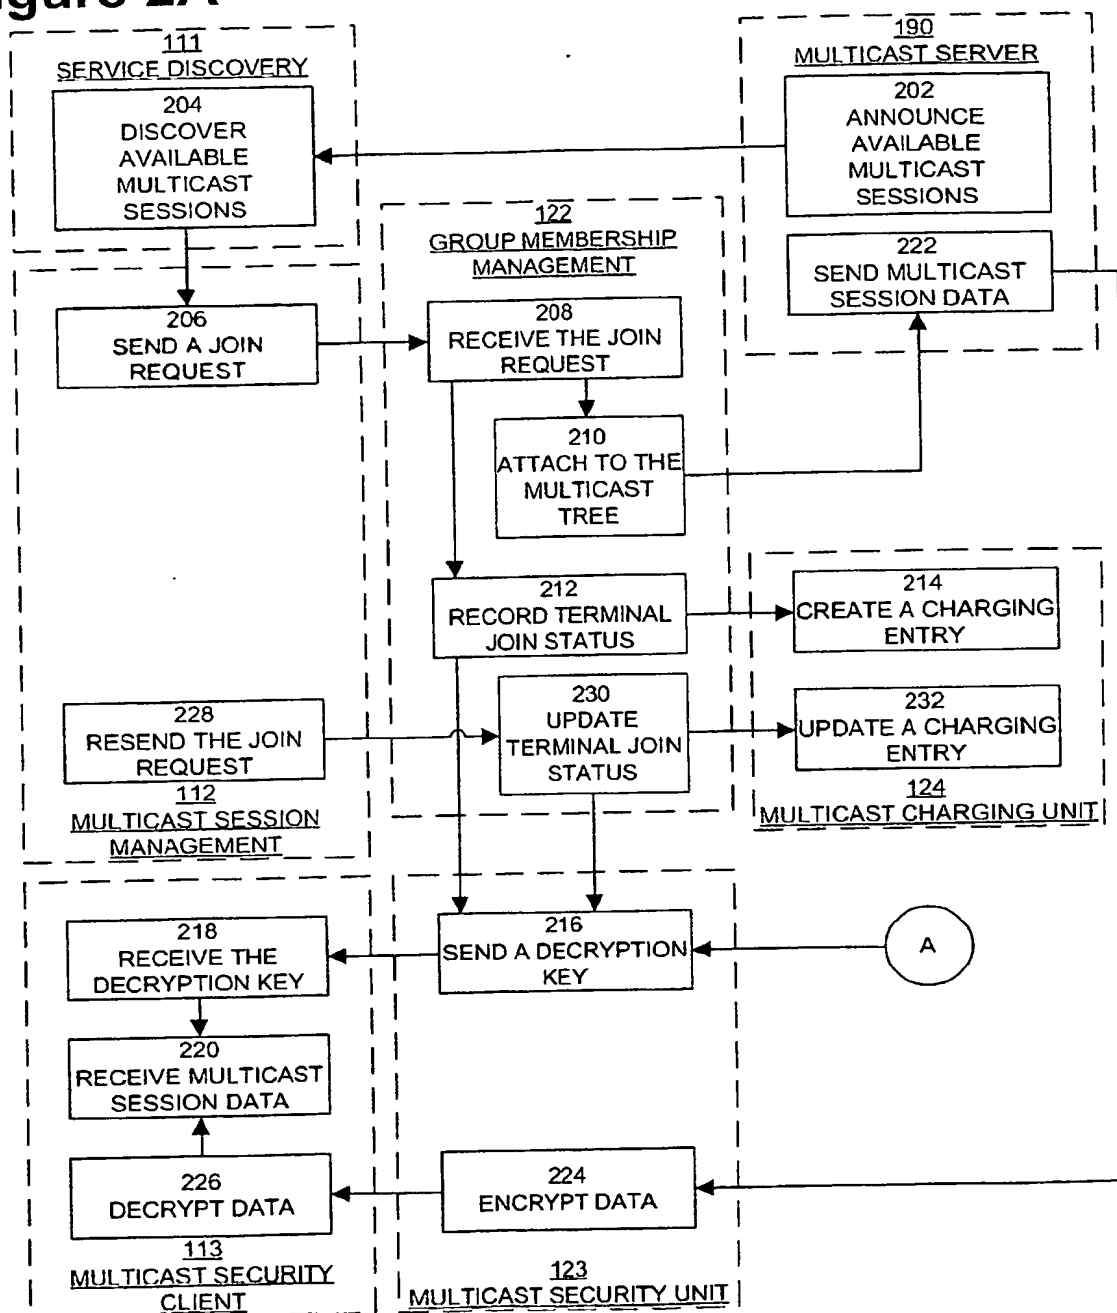 Figure 2A
111
SERVICE DISCOVERY
204
DISCOVER
AVAILABLE
MULTICAST
SESSIONS
190
MULTICAST SERVER
202
ANNOUNCE
AVAILABLE
MULTICAST
SESSIONS
222
SEND MULTICAST
SESSION DATA
122
GROUP MEMBERSHIP
MANAGEMENT
206
SEND A JOIN
REQUEST
208
RECEIVE THE JOIN
REQUEST
210
ATTACH TO THE
MULTICAST
TREE
212
RECORD TERMINAL
JOIN STATUS
214
CREATE A CHARGING
ENTRY
228
RESEND THE JOIN
REQUEST
112
MULTICAST SESSION
MANAGEMENT
230
UPDATE
TERMINAL JOIN
STATUS
232
UPDATE A CHARGING
ENTRY
124
MULTICAST CHARGING UNIT
218
RECEIVE THE
DECRYPTION KEY
216
SEND A DECRYPTION
KEY
A
220
RECEIVE MULTICAST
SESSION DATA
226
DECRYPT DATA
224
ENCRYPT DATA
113
MULTICAST SECURITY
CLIENT
123
MULTICAST SECURITY UNIT